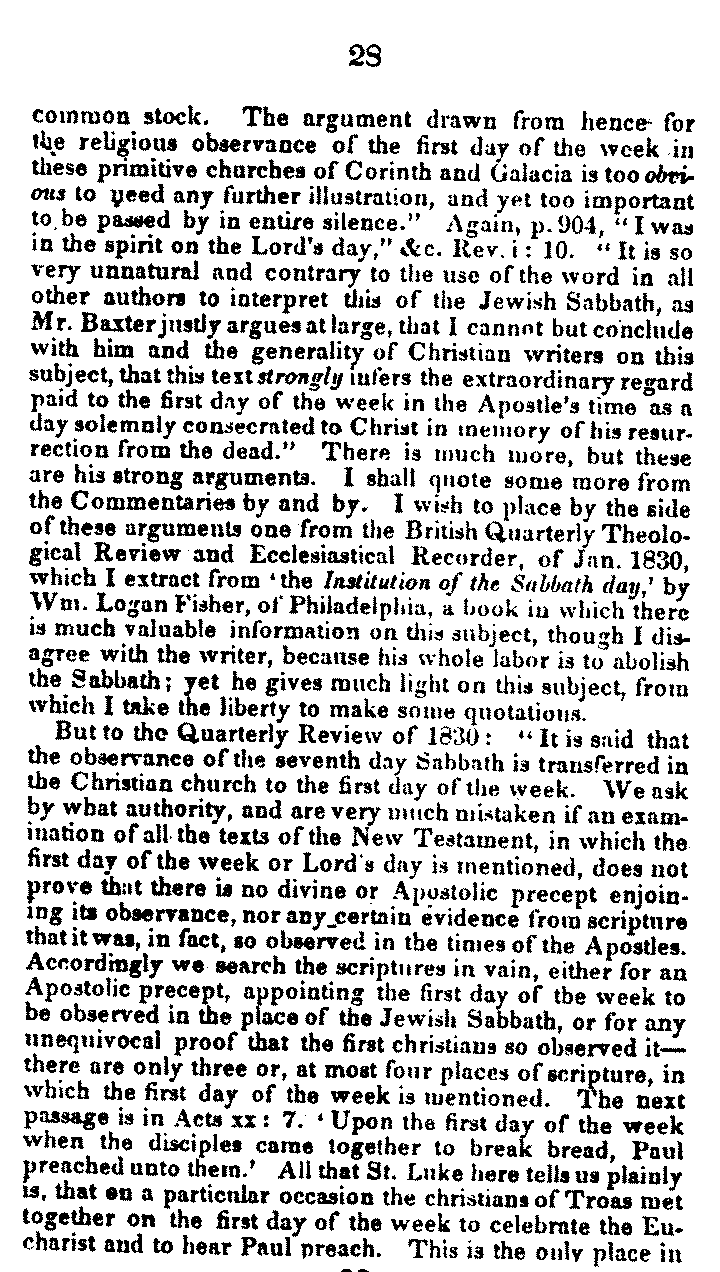 28
common stock. The argument drawn from hence for
the religious observance of the first day of the week in
these primitive churches of Corinth and Galacia is too obvi-
ous to need any further illustration, and yet too important
to be passed by in entire silence." Again, p. 904, "I was
in the spirit on the Lord's day," &c. Rev. i : 10. "It is so
very unnatural and contrary to the use of the word in all
other authors to interpret this of the Jewish Sabbath, as
Mr. Baxter justly argues at large, that I cannot but conclude
with him and the generality of Christian writers on this
subject, that this text strongly infers the extraordinary regard
paid to the first day of the week in the Apostle's time as a
day solemnly consecrated to Christ in memory of his resur-
rection from the dead." There is much more, but these
are his strong arguments. I shall quote some more from
the Commentaries by and by. I wish to place by the side
of these arguments one from the British Quarterly Theolo-
gical Review and Ecclesiastical Recorder, of Jan. 1830,
which I extract from 'the Institution of the Sabbath day,' by
Wm. Logan Fisher, of Philadelphia, a book in which there
is much valuable information on this subject, though I dis-
agree with the writer, because his whole labor is to abolish
the Sabbath; yet he gives much light on this subject, from
which I take the liberty to make some quotations.
But to the Quarterly Review of 1830 : "It is said that
the observance of the seventh day Sabbath is transferred in
the Christian church to the first day of the week. We ask
by what authority, and are very much mistaken if an exam-
ination of all the texts of the New Testament, in which the
first day of the week or Lord's day is mentioned, does not
prove that there is no divine or Apostolic precept enjoin-
ing its observance, nor any certain evidence from scripture
that it was, in fact, so observed in the times of the Apostles.
Accordingly we search the scriptures in vain, either for an
Apostolic precept, appointing the first day of the week to
be observed in the place of the Jewish Sabbath, or for any
unequivocal proof that the first christians so observed it—
there are only three or, at most four places of scripture, in
which the first day of the week is mentioned. The next
passage is in Acts xx : 7. 'Upon the first day of the week
when the disciples came together to break bread, Paul
preached unto them.' All that St. Luke here tells us plainly
is, that on a particular occasion the christians of Troas met
together on the first day of the week to celebrate the Eu-
charist and to hear Paul preach. This is the only place in